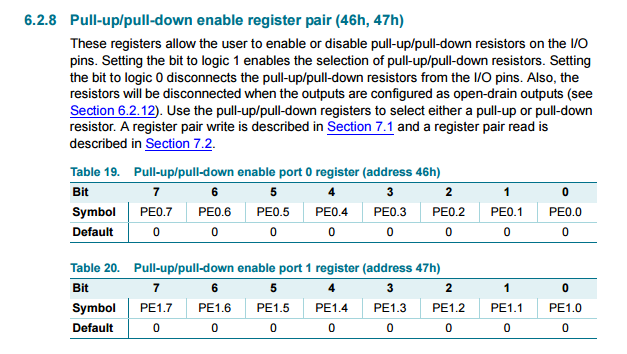 6.2.8 Pull-up/pull-down enable register pair (46h, 47h)
These registers allow the user to enable or disable pull-up/pull-down resistors on the I/O
pins. Setting the bit to logic 1 enables the selection of pull-up/pull-down resistors. Setting
the bit to logic 0 disconnects the pull-up/pull-down resistors from the I/O pins. Also, the
resistors will be disconnected when the outputs are configured as open-drain outputs (see
Section 6.2.12). Use the pull-up/pull-down registers to select either a pull-up or pull-down
resistor. A register pair write is described in Section 7.1 and a register pair read is
described in Section 7.2.
Table 19. Pull-up/pull-down enable port 0 register (address 46h)
Bit 7 6 5 4 3 2 1 0
Symbol PE0.7 PE0.6 PE0.5 PE0.4 PE0.3 PE0.2 PE0.1 PE0.0
Default 0 0 0 0 0 0 0 0
Table 20. Pull-up/pull-down enable port 1 register (address 47h)
Bit 7 6 5 4 3 2 1 0
Symbol PE1.7 PE1.6 PE1.5 PE1.4 PE1.3 PE1.2 PE1.1 PE1.0
Default 0 0 0 0 0 0 0 0